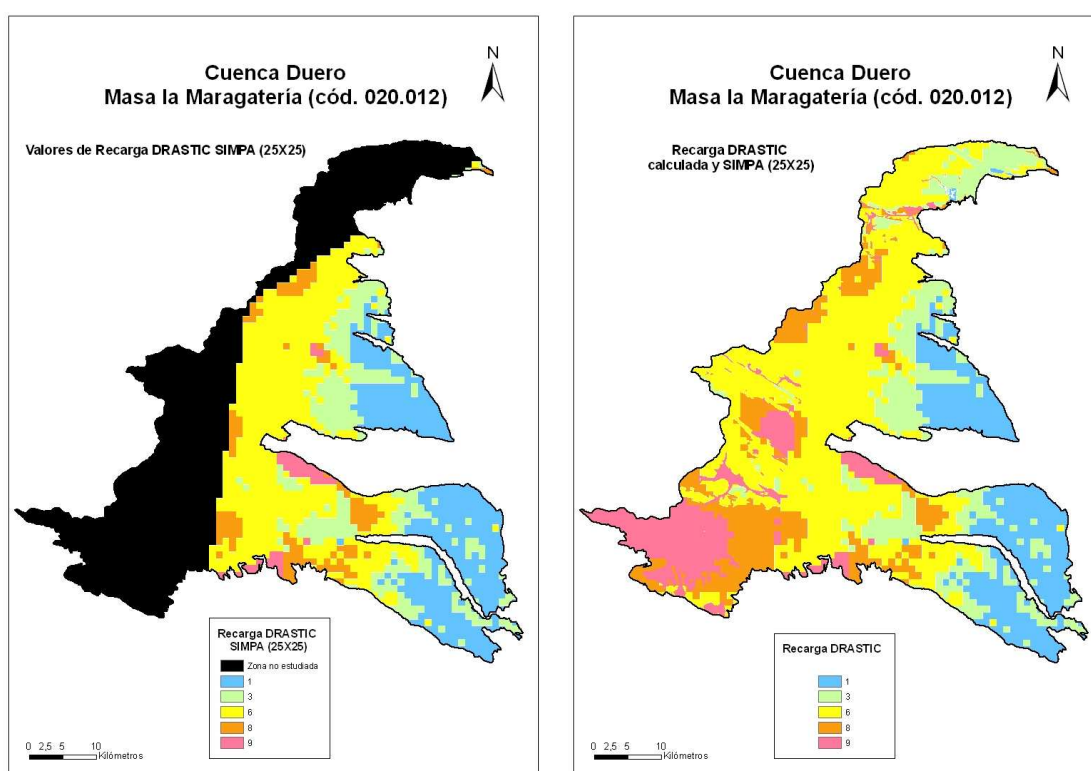 N
Cuenca Duero
Masa la Maragatería (cód. 020.012)
Valores de Recarga DRASTIC SIMPA (25X25)
Recarga DRASTIC
SIMPA (25X25)
Zona no estudiada
1
3
6
8
9
0 2,5 5 10
Kilómetros
N
Cuenca Duero
Masa la Maragatería (cód. 020.012)
Recarga DRASTIC
calculada y SIMPA (25X25)
Recarga DRASTIC
1
3
6
8
9
0 2,5 5 10
Kilómetros